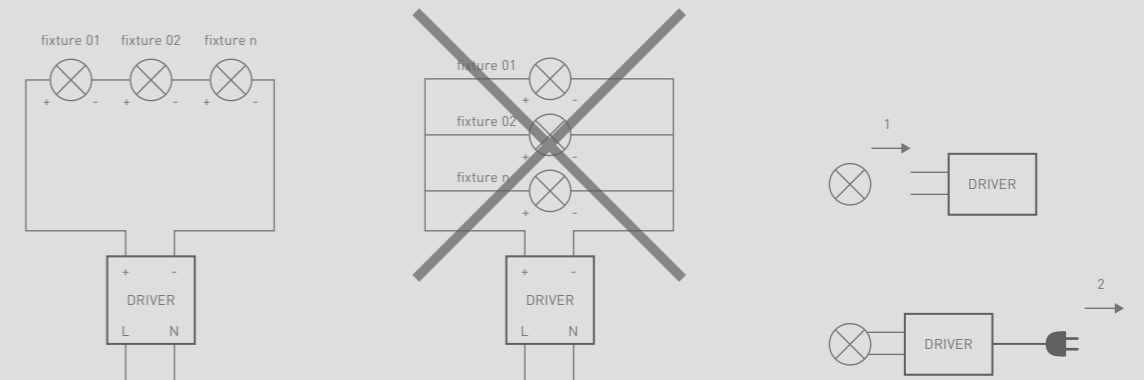 fixture 01 fixture 02 fixture n
+ - + - + -
+ -
DRIVER
L N
fixture 01
+ -
fixture 02
+ -
fixture n
+ -
+ -
DRIVER
L N
1
DRIVER
2
DRIVER